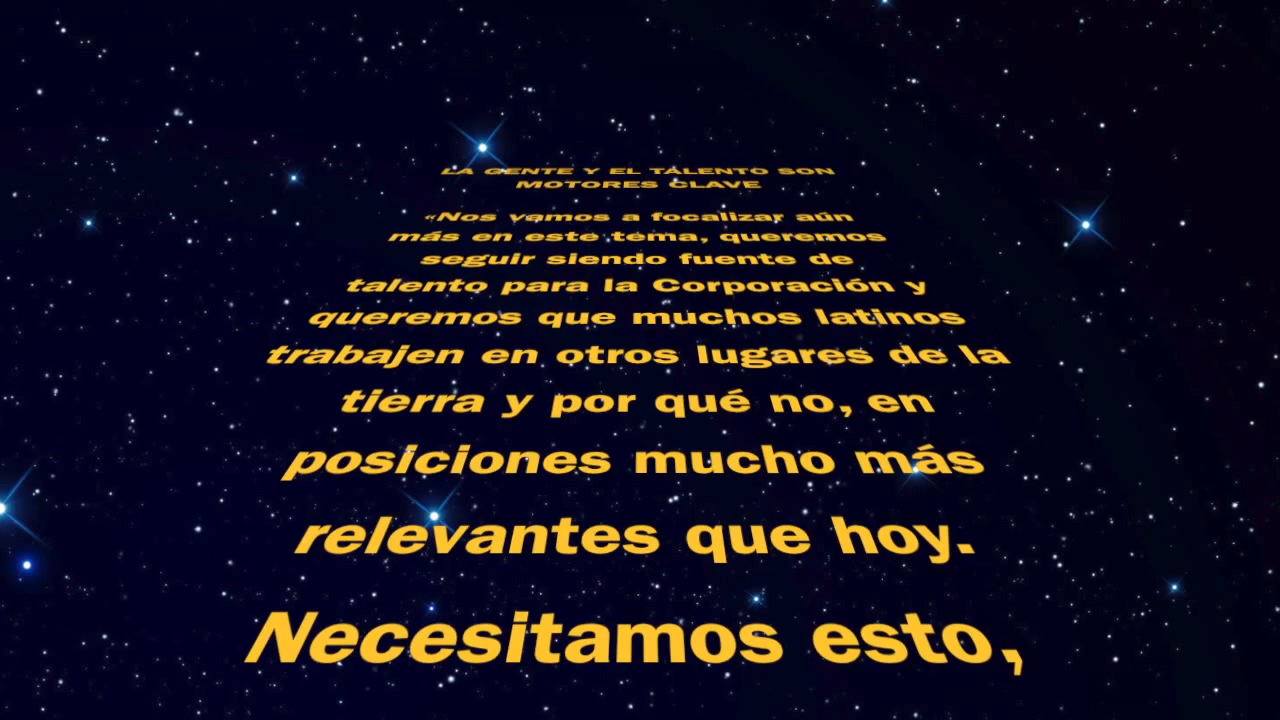 LA GENTE Y EL TALENTO SON
MOTORES CLAVE
«Nos vamos a focalizar aún
más en este tema, queremos
seguir siendo fuente de
talento para la Corporación y
queremos que muchos latinos
trabajen en otros lugares de la
tierra y por qué no, en
posiciones mucho más
relevantes que hoy.
Necesitamos esto,